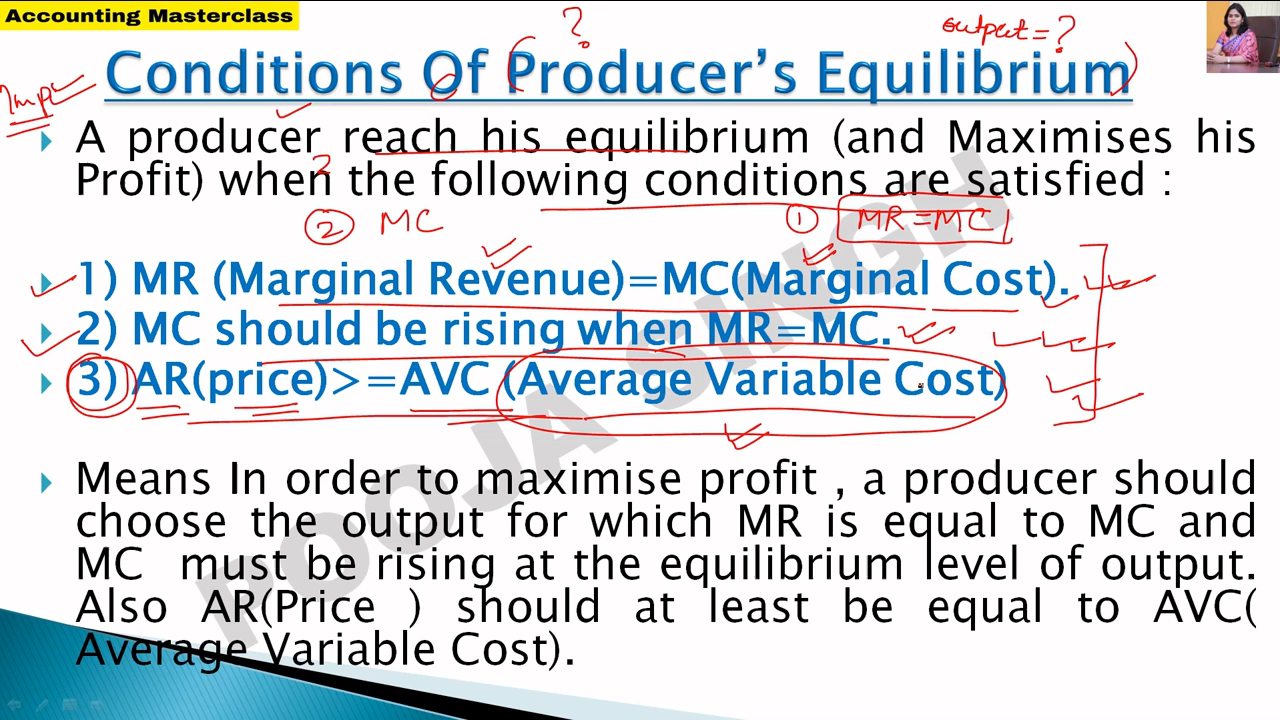 Accounting Masterclass
?
output = ?
Conditions Of Producer's Equilibrium
Imp
A producer reach his equilibrium (and Maximises his
Profit) when the following conditions are satisfied :
2
② MC
① MR = MC
1) MR (Marginal Revenue)=MC(Marginal Cost).
2) MC should be rising when MR=MC.
3) AR(price)>=AVC (Average Variable Cost)
Means In order to maximise profit , a producer should
choose the output for which MR is equal to MC and
MC must be rising at the equilibrium level of output.
Also AR(Price ) should at least be equal to AVC(
Average Variable Cost).
POOJA SINGH